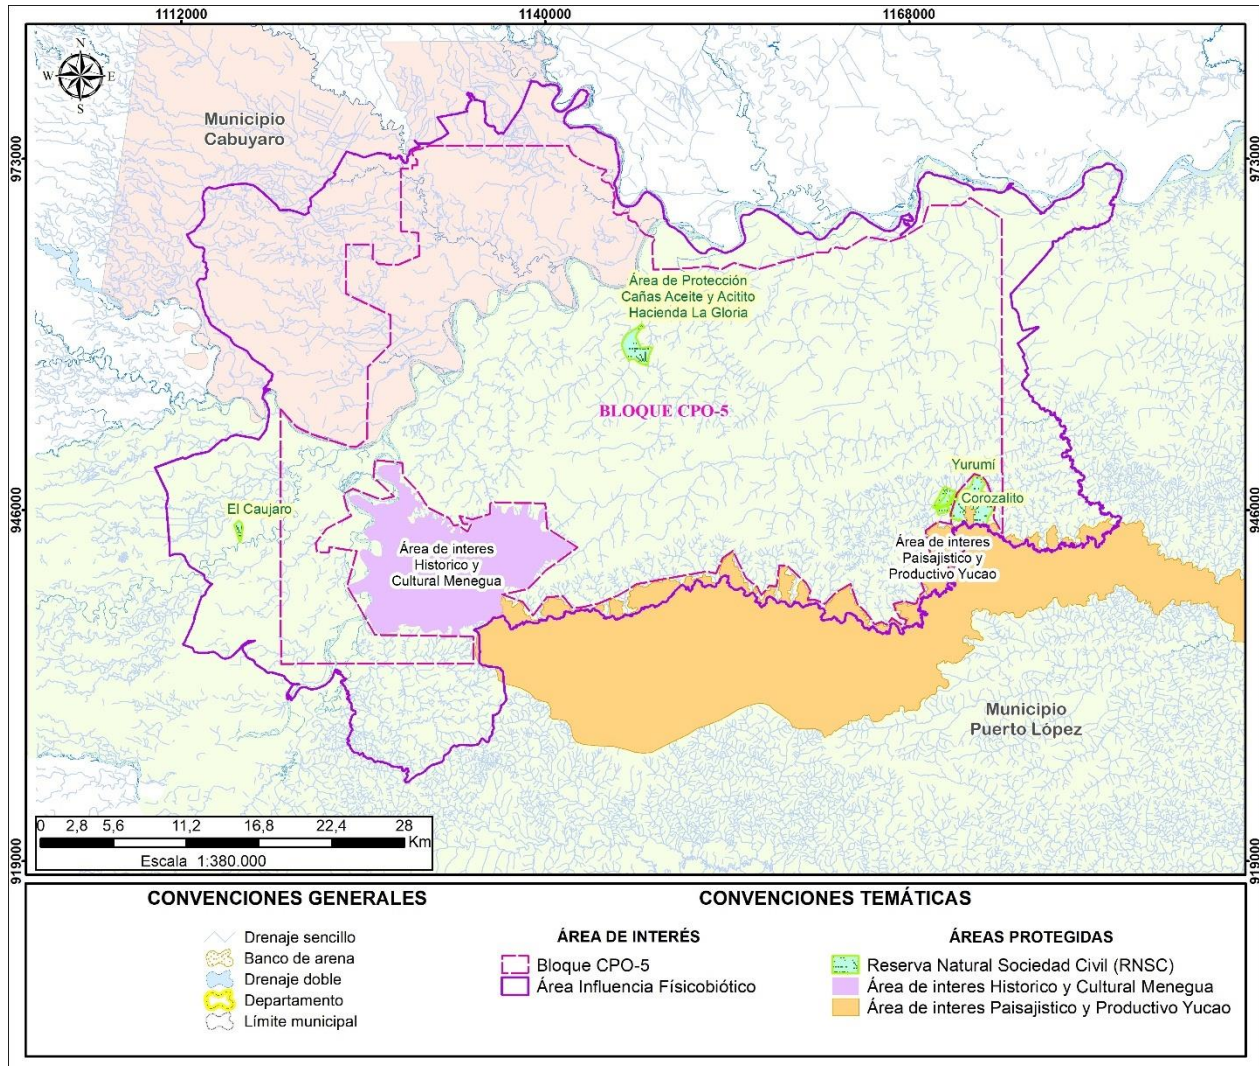 1112000
1140000
1168000
N
W
E
S
973000
973000
Municipio
Cabuyaro
Área de Protección
Cañas Aceite y Acitito
Hacienda La Gloria
BLOQUE CPO-5
Yurumí
Corozalito
El Caujaro
946000
946000
Área de interes
Historico y
Cultural Menegua
Área de interes
Paisajistico y
Productivo Yucao
Municipio
Puerto López
0 2,8 5,6 11,2 16,8 22,4 28
Km
Escala 1:380.000
919000
919000
CONVENCIONES GENERALES
Drenaje sencillo
Banco de arena
Drenaje doble
Departamento
Límite municipal
CONVENCIONES TEMÁTICAS
ÁREA DE INTERÉS
Bloque CPO-5
Área Influencia Físicobiótico
ÁREAS PROTEGIDAS
Reserva Natural Sociedad Civil (RNSC)
Área de interes Historico y Cultural Menegua
Área de interes Paisajistico y Productivo Yucao